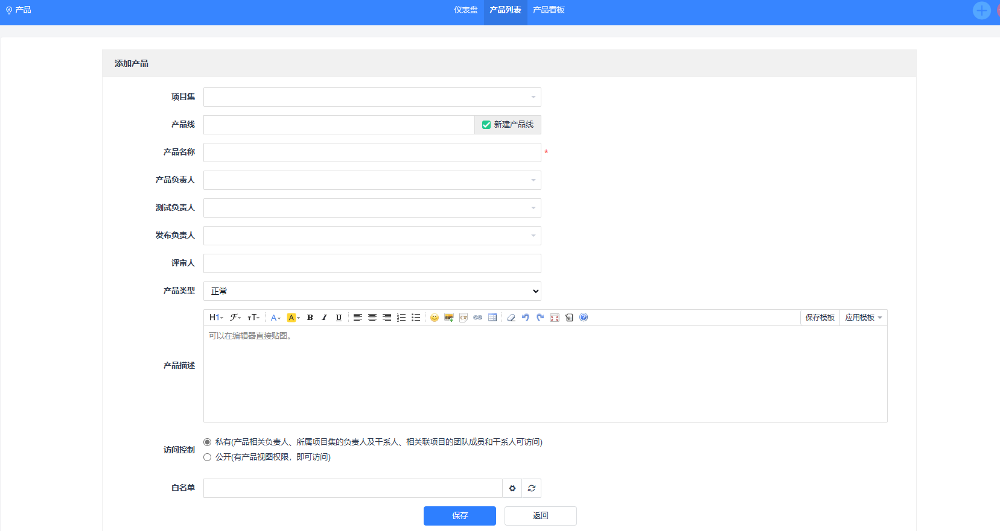 产品
仪表盘 产品列表 产品看板
添加产品
项目集
产品线 新建产品线
产品名称 *
产品负责人
测试负责人
发布负责人
评审人
产品类型 正常
H1 F TT A A B I U C# 保存模板 应用模板
可以在编辑器直接贴图。
产品描述
访问控制
私有(产品相关负责人、所属项目集的负责人及干系人、相关联项目的团队成员和干系人可访问)
公开(有产品视图权限，即可访问)
白名单
保存 返回